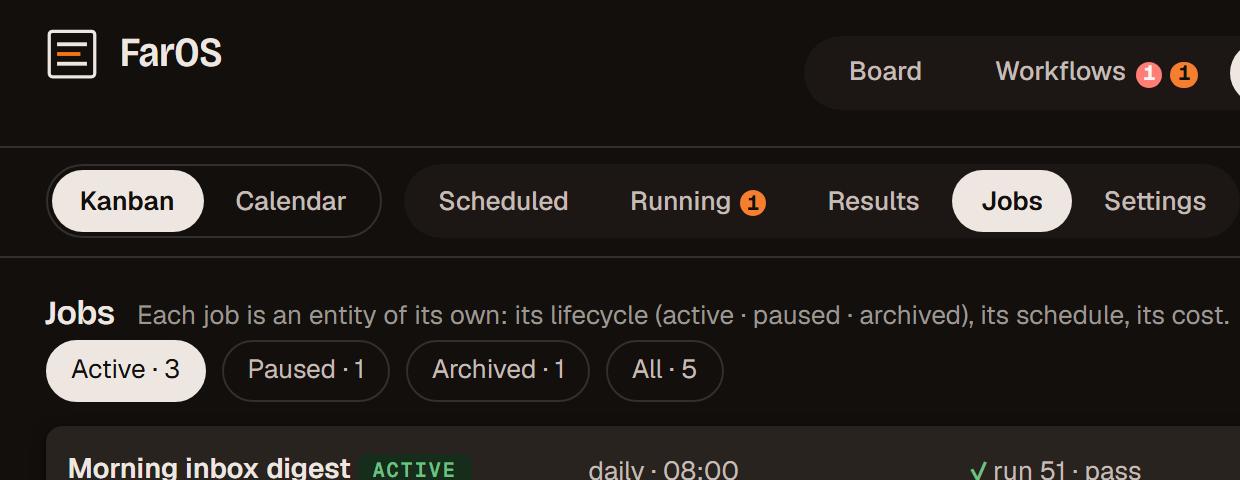 FarOS
Board Workflows 1 1
Kanban Calendar Scheduled Running 1 Results Jobs Settings
Jobs Each job is an entity of its own: its lifecycle (active · paused · archived), its schedule, its cost.
Active · 3 Paused · 1 Archived · 1 All · 5
Morning inbox digest ACTIVE daily · 08:00 ✓ run 51 · pass